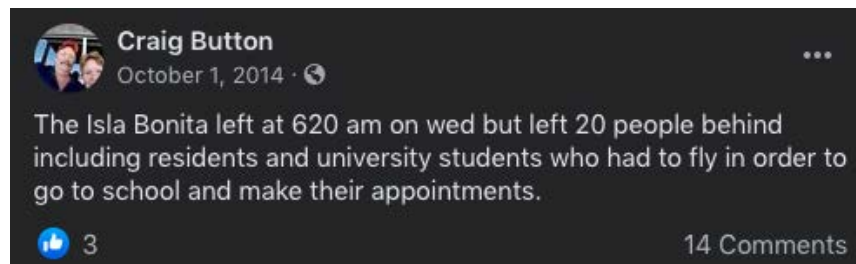 Craig Button
October 1, 2014 ·
The Isla Bonita left at 620 am on wed but left 20 people behind
including residents and university students who had to fly in order to
go to school and make their appointments.
3
14 Comments